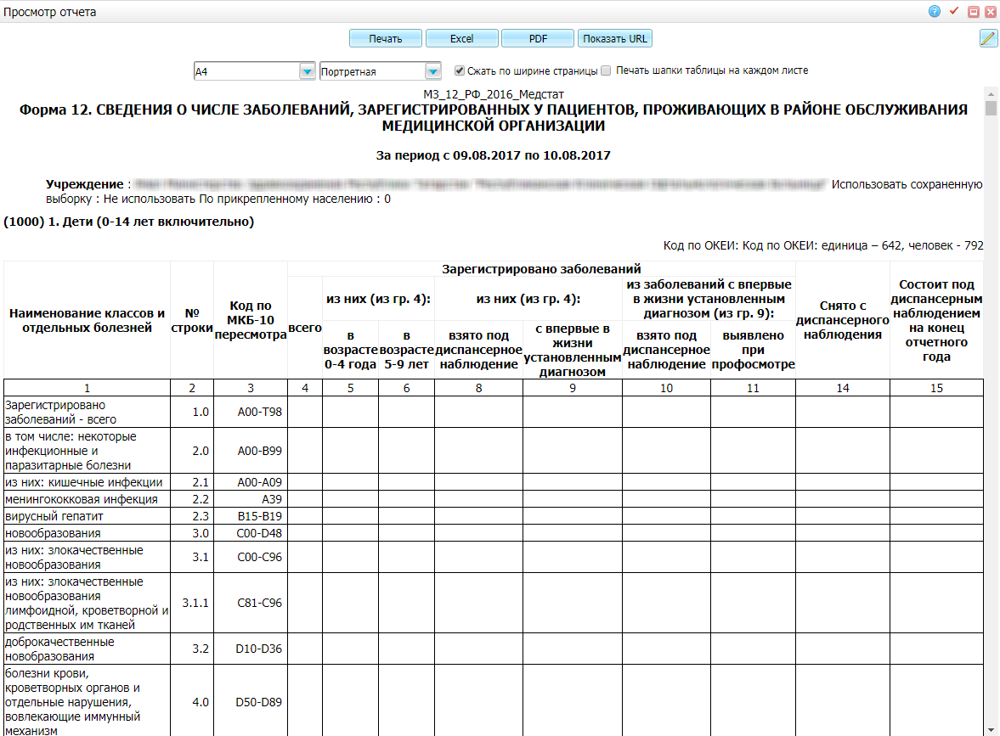 Просмотр отчета
Печать
Excel
PDF
Показать URL
A4
Портретная
Сжать по ширине страницы
Печать шапки таблицы на каждом листе
МЗ_12_РФ_2016_Медстат
Форма 12. СВЕДЕНИЯ О ЧИСЛЕ ЗАБОЛЕВАНИЙ, ЗАРЕГИСТРИРОВАННЫХ У ПАЦИЕНТОВ, ПРОЖИВАЮЩИХ В РАЙОНЕ ОБСЛУЖИВАНИЯ
МЕДИЦИНСКОЙ ОРГАНИЗАЦИИ
За период с 09.08.2017 по 10.08.2017
Учреждение : Использовать сохраненную
выборку : Не использовать По прикрепленному населению : 0
(1000) 1. Дети (0-14 лет включительно)
Код по ОКЕИ: Код по ОКЕИ: единица – 642, человек - 792
Наименование классов и
отдельных болезней
№
строки
Код по
МКБ-10
пересмотра
Зарегистрировано заболеваний
всего
из них (из гр. 4):
в
возрасте
0-4 года
в
возрасте
5-9 лет
из них (из гр. 4):
взято под
диспансерное
наблюдение
с впервые в
жизни
установленным
диагнозом
из заболеваний с впервые
в жизни установленным
диагнозом (из гр. 9):
взято под
диспансерное
наблюдение
выявлено
при
профосмотре
Снято с
диспансерного
наблюдения
Состоит под
диспансерным
наблюдением
на конец
отчетного
года
1 2 3 4 5 6 8 9 10 11 14 15
Зарегистрировано
заболеваний - всего
1.0 A00-T98
в том числе: некоторые
инфекционные и
паразитарные болезни
2.0 A00-B99
из них: кишечные инфекции 2.1 A00-A09
менингококковая инфекция 2.2 A39
вирусный гепатит 2.3 B15-B19
новообразования 3.0 C00-D48
из них: злокачественные
новообразования
3.1 C00-C96
из них: злокачественные
новообразования
лимфоидной, кроветворной и
родственных им тканей
3.1.1 C81-C96
доброкачественные
новообразования
3.2 D10-D36
болезни крови,
кроветворных органов и
отдельные нарушения,
вовлекающие иммунный
механизм
4.0 D50-D89